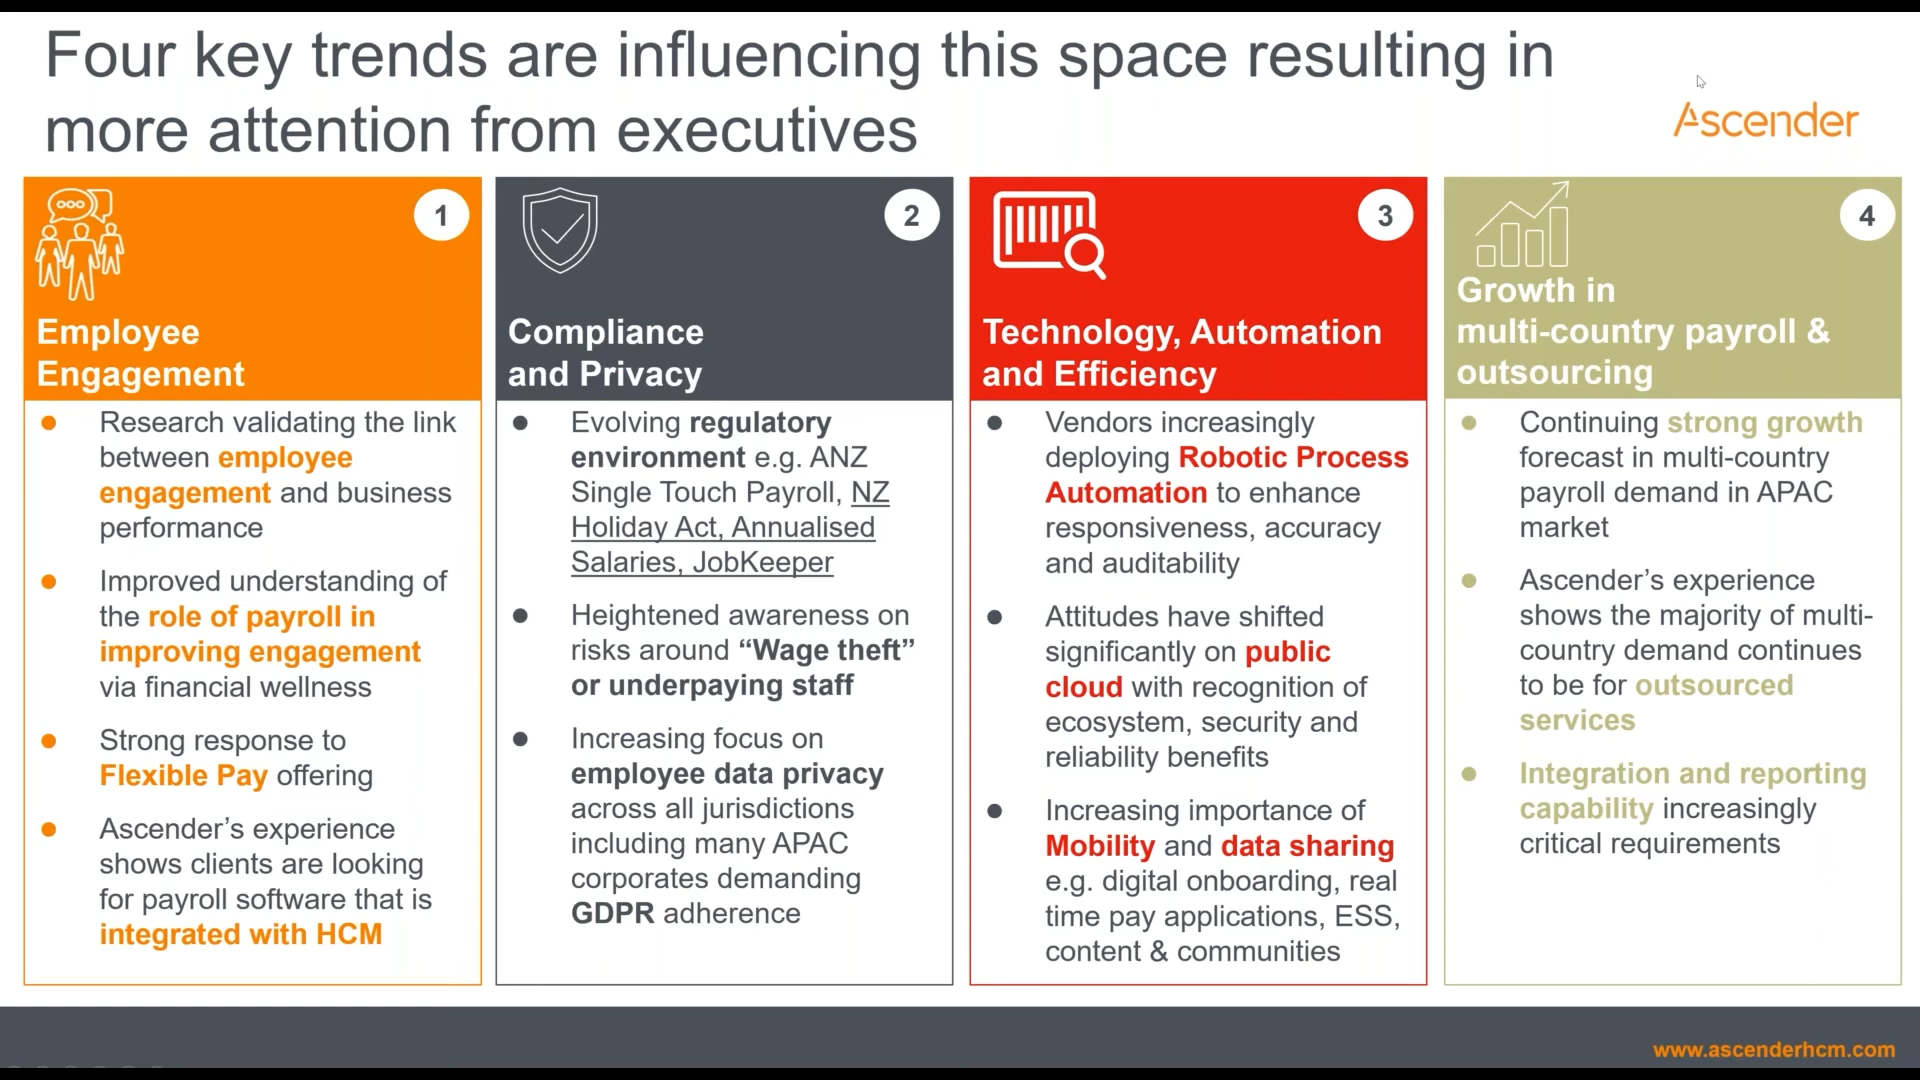 Four key trends are influencing this space resulting in
more attention from executives
Ascender
1
Employee
Engagement
● Research validating the link
between employee
engagement and business
performance
● Improved understanding of
the role of payroll in
improving engagement
via financial wellness
● Strong response to
Flexible Pay offering
● Ascender’s experience
shows clients are looking
for payroll software that is
integrated with HCM
2
Compliance
and Privacy
● Evolving regulatory
environment e.g. ANZ
Single Touch Payroll, NZ
Holiday Act, Annualised
Salaries, JobKeeper
● Heightened awareness on
risks around “Wage theft”
or underpaying staff
● Increasing focus on
employee data privacy
across all jurisdictions
including many APAC
corporates demanding
GDPR adherence
3
Technology, Automation
and Efficiency
● Vendors increasingly
deploying Robotic Process
Automation to enhance
responsiveness, accuracy
and auditability
● Attitudes have shifted
significantly on public
cloud with recognition of
ecosystem, security and
reliability benefits
● Increasing importance of
Mobility and data sharing
e.g. digital onboarding, real
time pay applications, ESS,
content & communities
4
Growth in
multi-country payroll &
outsourcing
● Continuing strong growth
forecast in multi-country
payroll demand in APAC
market
● Ascender’s experience
shows the majority of multi-
country demand continues
to be for outsourced
services
● Integration and reporting
capability increasingly
critical requirements
www.ascenderhcm.com